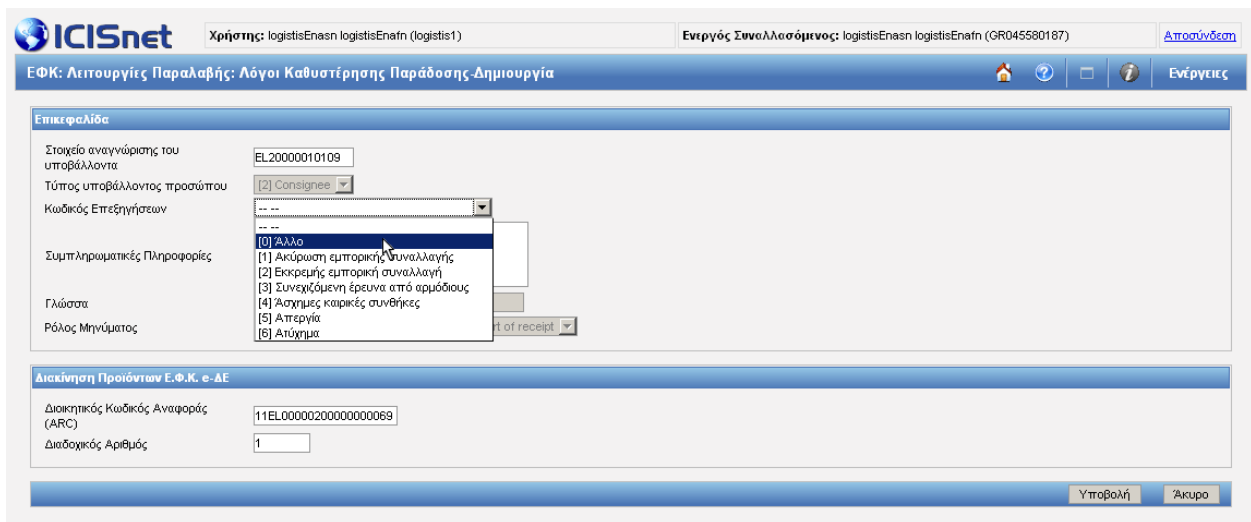 ICISnet
Χρήστης: logistisEnasn logistisEnafn (logistis1)
Ενεργός Συναλλασόμενος: logistisEnasn logistisEnafn (GR045580187)
Αποσύνδεση
ΕΦΚ: Λειτουργίες Παραλαβής: Λόγοι Καθυστέρησης Παράδοσης-Δημιουργία
Ενέργειες
Επικεφαλίδα
Στοιχείο αναγνώρισης του
υποβάλλοντα
EL20000010109
Τύπος υποβάλλοντος προσώπου
[2] Consignee
Κωδικός Επεξηγήσεων
-- --
-- --
[0] Άλλο
[1] Ακύρωση εμπορικής συναλλαγής
[2] Εκκρεμής εμπορική συναλλαγή
[3] Συνεχιζόμενη έρευνα από αρμόδιους
[4] Άσχημες καιρικές συνθήκες
[5] Απεργία
[6] Ατύχημα
Συμπληρωματικές Πληροφορίες
Γλώσσα
Ρόλος Μηνύματος
rt of receipt
Διακίνηση Προϊόντων Ε.Φ.Κ. e-ΔΕ
Διοικητικός Κωδικός Αναφοράς
(ARC)
11EL00000200000000069
Διαδοχικός Αριθμός
1
Υποβολή
Άκυρο